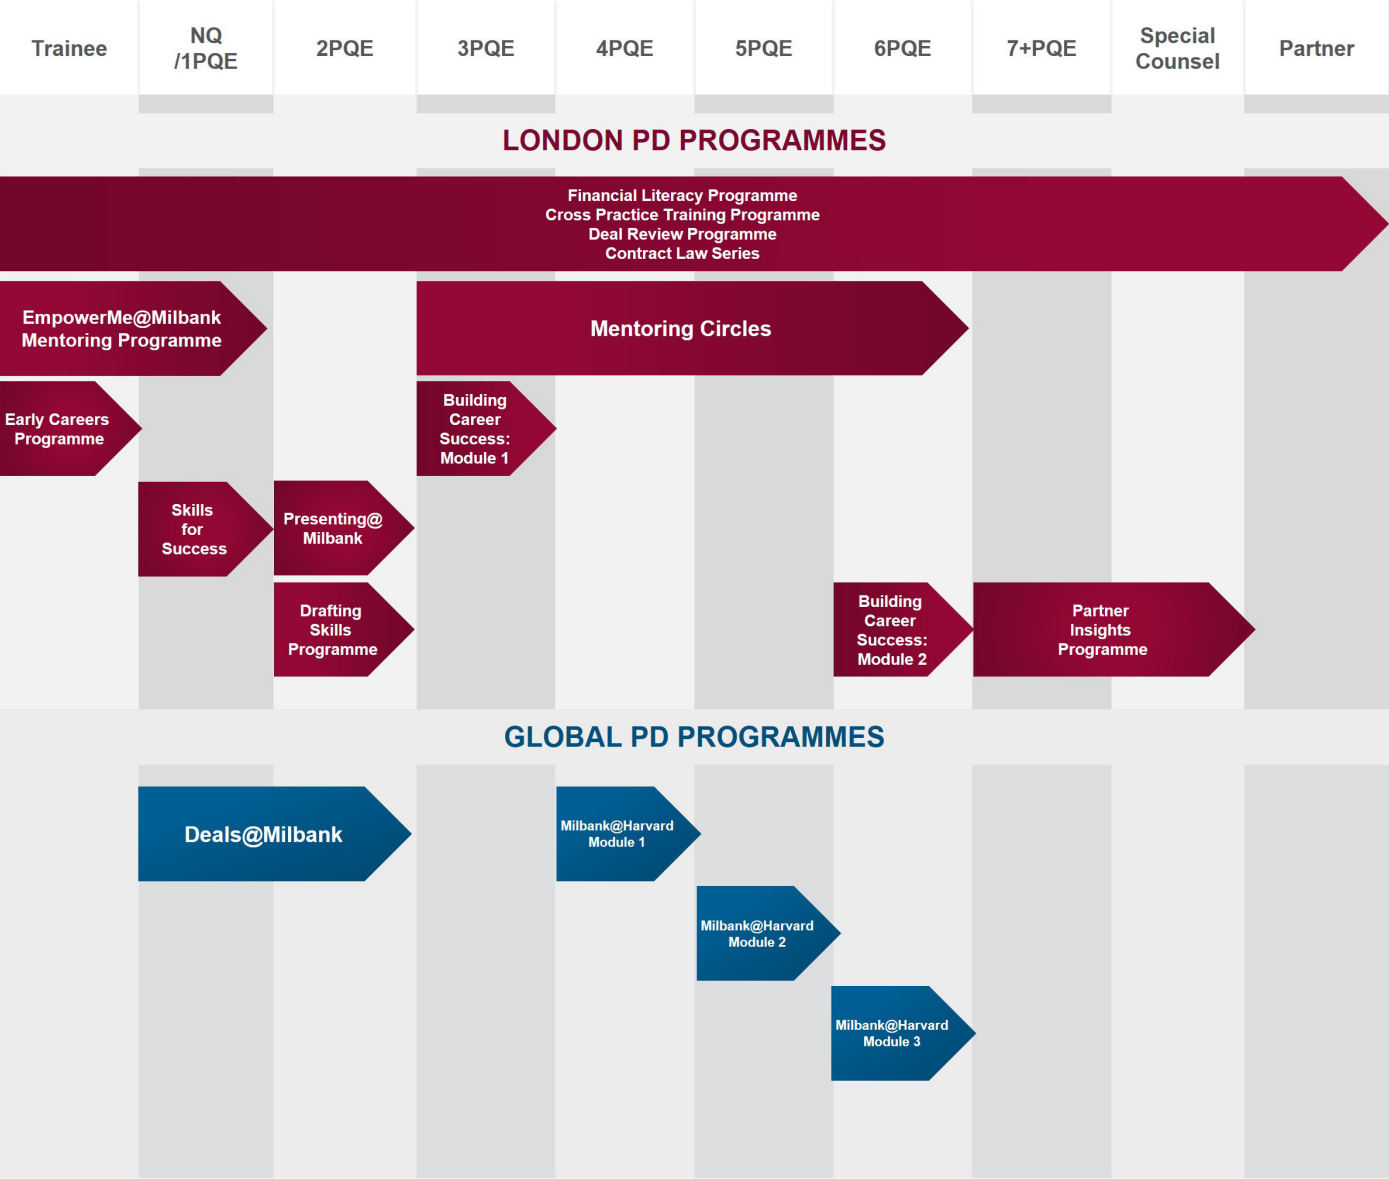 Trainee
NQ
/1PQE
2PQE
3PQE
4PQE
5PQE
6PQE
7+PQE
Special
Counsel
Partner
LONDON PD PROGRAMMES
Financial Literacy Programme
Cross Practice Training Programme
Deal Review Programme
Contract Law Series
EmpowerMe@Milbank
Mentoring Programme
Mentoring Circles
Early Careers
Programme
Building
Career
Success:
Module 1
Skills
for
Success
Presenting@
Milbank
Drafting
Skills
Programme
Building
Career
Success:
Module 2
Partner
Insights
Programme
GLOBAL PD PROGRAMMES
Deals@Milbank
Milbank@Harvard
Module 1
Milbank@Harvard
Module 2
Milbank@Harvard
Module 3